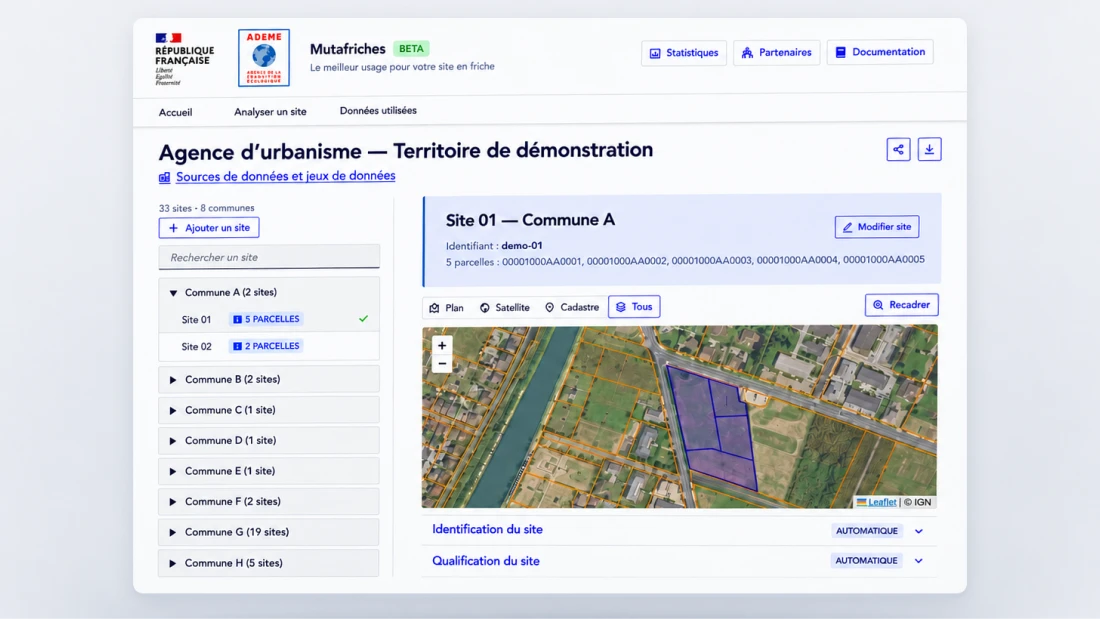 RÉPUBLIQUE
FRANÇAISE
Liberté
Égalité
Fraternité
ADEME
AGENCE DE LA
TRANSITION
ÉCOLOGIQUE
Mutafriches BETA
Le meilleur usage pour votre site en friche
Statistiques
Partenaires
Documentation
Accueil
Analyser un site
Données utilisées
Agence d’urbanisme — Territoire de démonstration
Sources de données et jeux de données
33 sites - 8 communes
+ Ajouter un site
Rechercher un site
Commune A (2 sites)
Site 01 5 PARCELLES
Site 02 2 PARCELLES
Commune B (2 sites)
Commune C (1 site)
Commune D (1 site)
Commune E (1 site)
Commune F (2 sites)
Commune G (19 sites)
Commune H (5 sites)
Site 01 — Commune A
Modifier site
Identifiant : demo-01
5 parcelles : 00001000AA0001, 00001000AA0002, 00001000AA0003, 00001000AA0004, 00001000AA0005
Plan
Satellite
Cadastre
Tous
Recadrer
+
−
Leaflet | © IGN
Identification du site AUTOMATIQUE
Qualification du site AUTOMATIQUE